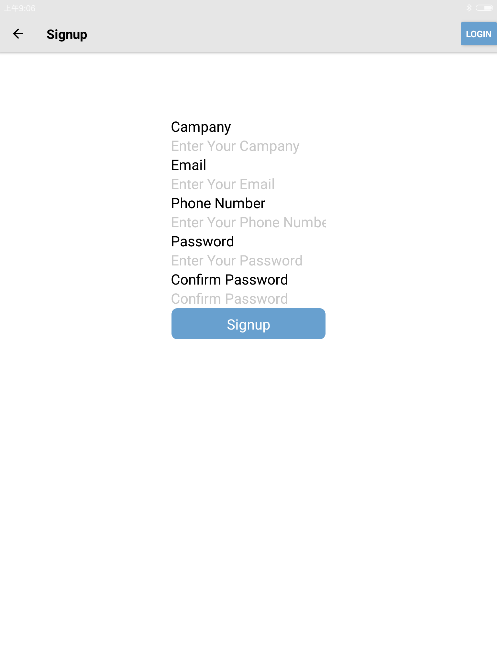 Signup
LOGIN
Campany
Enter Your Campany
Email
Enter Your Email
Phone Number
Enter Your Phone Numbe
Password
Enter Your Password
Confirm Password
Confirm Password
Signup